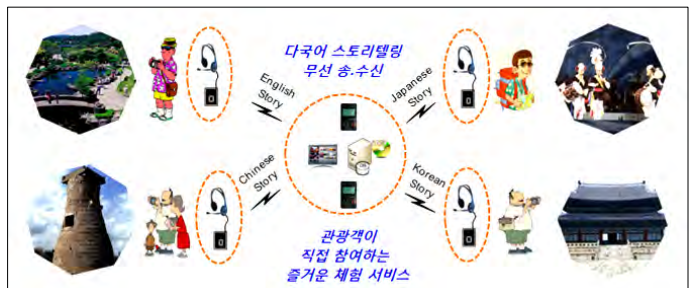 다국어 스토리텔링
무선 송.수신
English
Story
Japanese
Story
Chinese
Story
Korean
Story
관광객이
직접 참여하는
즐거운 체험 서비스